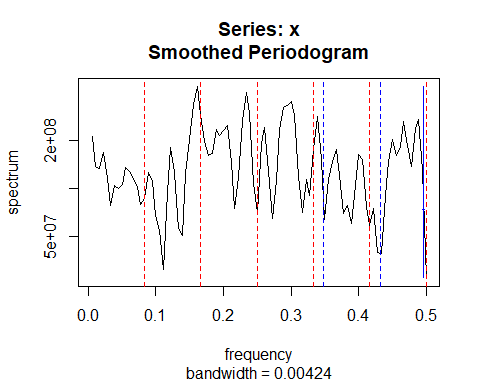 Series: x
Smoothed Periodogram
spectrum
2e+08
5e+07
0.0 0.1 0.2 0.3 0.4 0.5
frequency
bandwidth = 0.00424